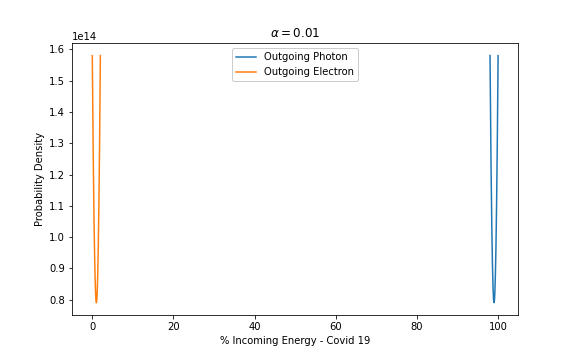 α = 0.01
1e14
1.6
1.5
1.4
1.3
1.2
1.1
1.0
0.9
0.8
Probability Density
Outgoing Photon
Outgoing Electron
0 20 40 60 80 100
% Incoming Energy - Covid 19